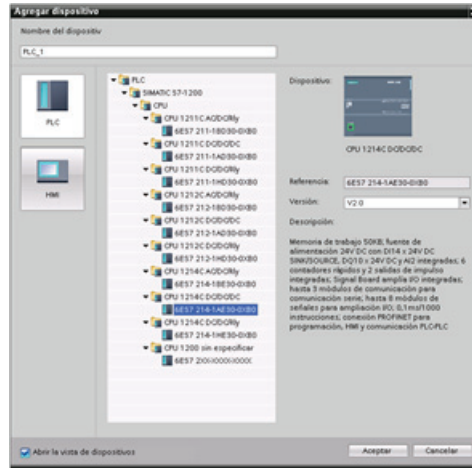 Agregar dispositivo
Nombre del dispositiv
PLC_1
PLC
HMI
PLC
SIMATIC S7-1200
CPU
CPU 1211C AC/DC/Rly
6ES7 211-1BD30-0XB0
CPU 1211C DC/DC/DC
6ES7 211-1AD30-0XB0
CPU 1211C DC/DC/Rly
6ES7 211-1HD30-0XB0
CPU 1212C AC/DC/Rly
6ES7 212-1BD30-0XB0
CPU 1212C DC/DC/DC
6ES7 212-1AD30-0XB0
CPU 1212C DC/DC/Rly
6ES7 212-1HD30-0XB0
CPU 1214C AC/DC/Rly
6ES7 214-1BE30-0XB0
CPU 1214C DC/DC/DC
6ES7 214-1AE30-0XB0
CPU 1214C DC/DC/Rly
6ES7 214-1HE30-0XB0
CPU 1200 sin especificar
6ES7 2XX-XXXXX-XXXX
Dispositivo:
CPU 1214C DC/DC/DC
Referencia: 6ES7 214-1AE30-0XB0
Versión: V2.0
Descripción:
Memoria de trabajo 50KB; fuente de
alimentación 24V DC con DI14 x 24V DC
SINK/SOURCE, DQ10 x 24V DC y AI2 integradas; 6
contadores rápidos y 2 salidas de impulso
integradas; Signal Board amplía I/O integradas;
hasta 3 módulos de comunicación para
comunicación serie; hasta 8 módulos de
señales para ampliación I/O; 0,1ms/1000
instrucciones; conexión PROFINET para
programación, HMI y comunicación PLC-PLC
Abrir la vista de dispositivos
Aceptar
Cancelar